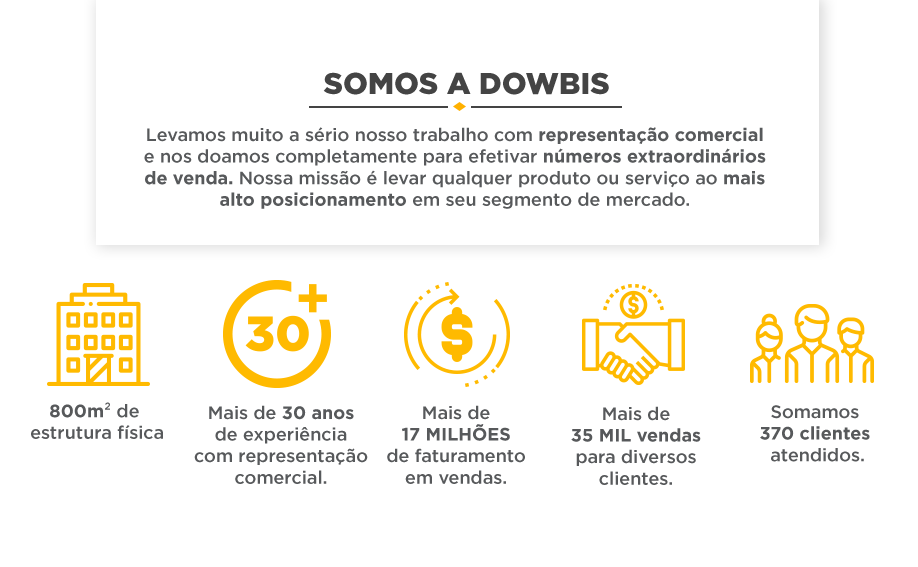 SOMOS A DOWBIS
Levamos muito a sério nosso trabalho com representação comercial
e nos doamos completamente para efetivar números extraordinários
de venda. Nossa missão é levar qualquer produto ou serviço ao mais
alto posicionamento em seu segmento de mercado.
30+
$
$
800m² de
estrutura física
Mais de 30 anos
de experiência
com representação
comercial.
Mais de
17 MILHÕES
de faturamento
em vendas.
Mais de
35 MIL vendas
para diversos
clientes.
Somamos
370 clientes
atendidos.